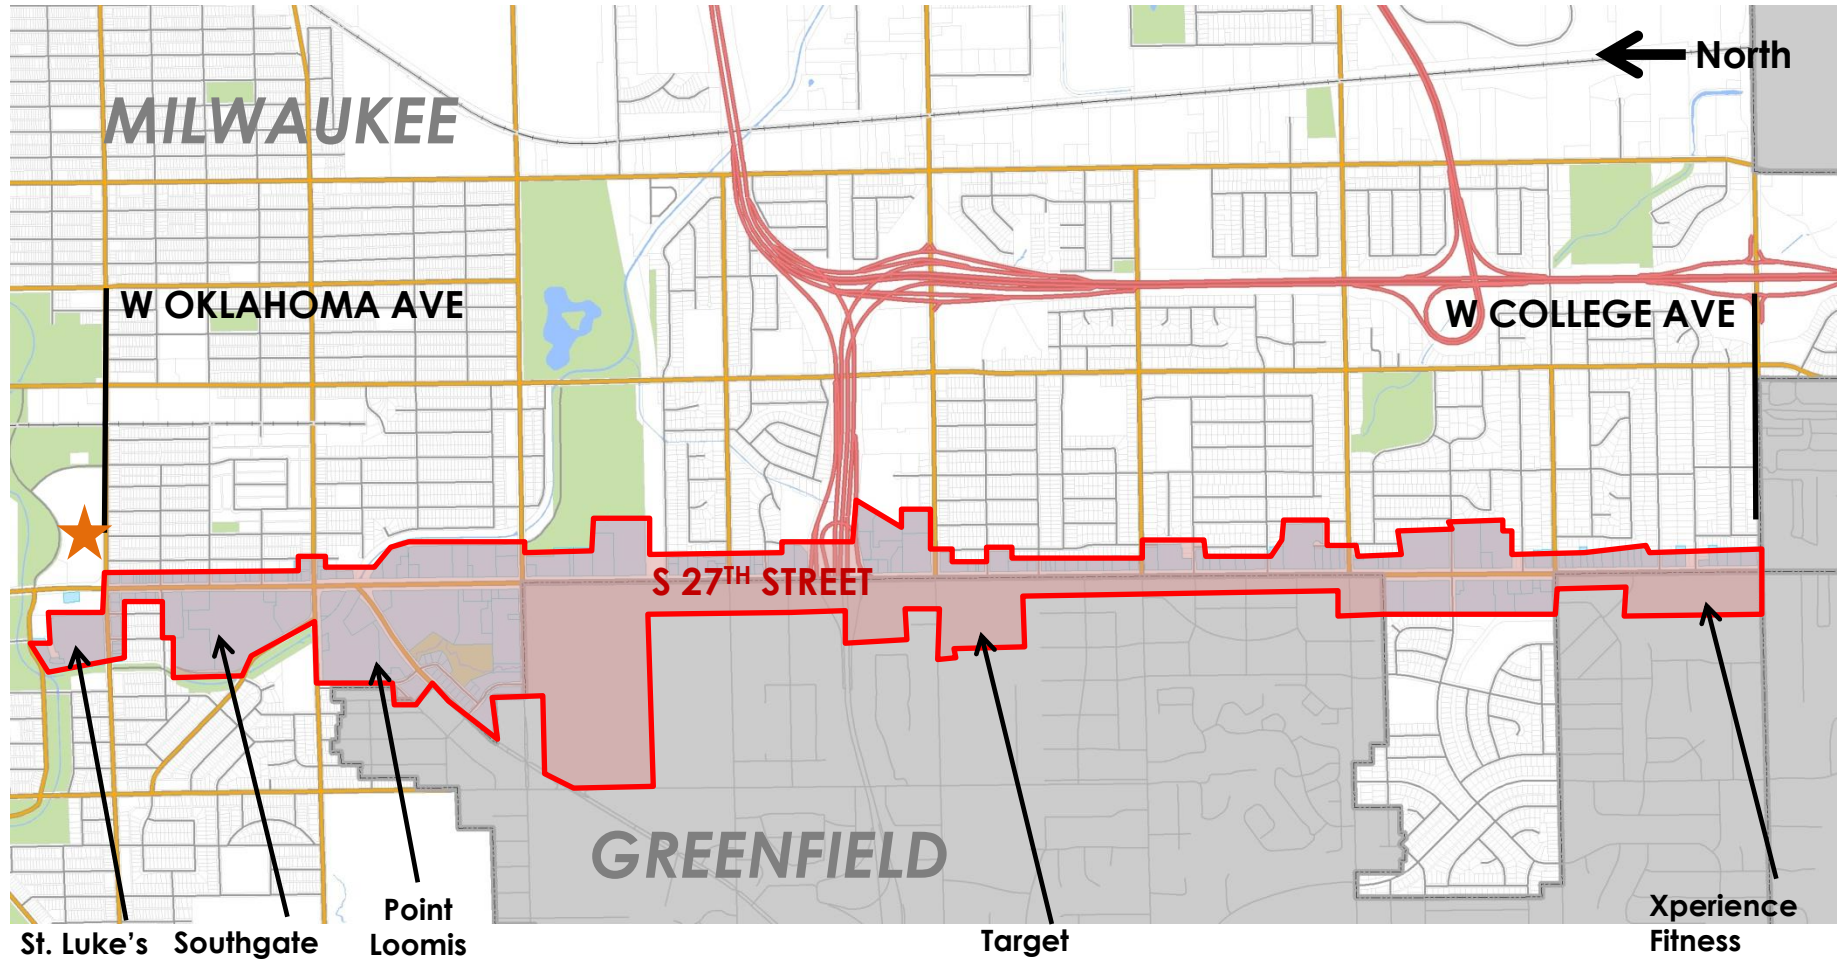 North
MILWAUKEE
W OKLAHOMA AVE
W COLLEGE AVE
S 27TH STREET
GREENFIELD
St. Luke's
Southgate
Point
Loomis
Target
Xperience
Fitness